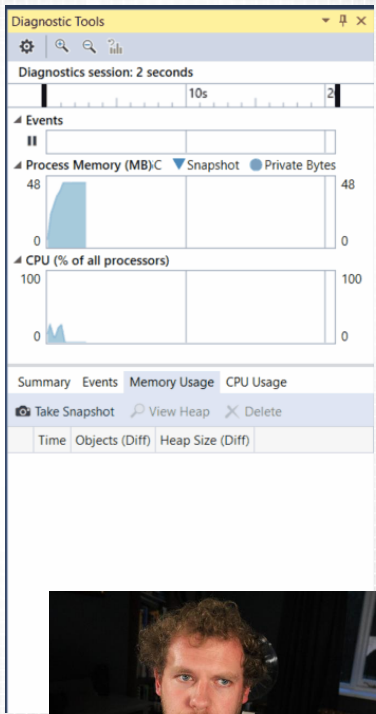 Diagnostic Tools
Diagnostics session: 2 seconds
10s 2
Events
Process Memory (MB) C Snapshot Private Bytes
48 48
0 0
CPU (% of all processors)
100 100
0 0
Summary Events Memory Usage CPU Usage
Take Snapshot View Heap Delete
Time Objects (Diff) Heap Size (Diff)